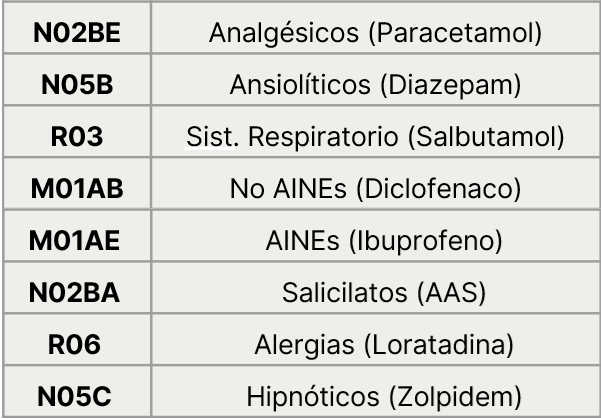 N02BE Analgésicos (Paracetamol)
N05B Ansiolíticos (Diazepam)
R03 Sist. Respiratorio (Salbutamol)
M01AB No AINEs (Diclofenaco)
M01AE AINEs (Ibuprofeno)
N02BA Salicilatos (AAS)
R06 Alergias (Loratadina)
N05C Hipnóticos (Zolpidem)